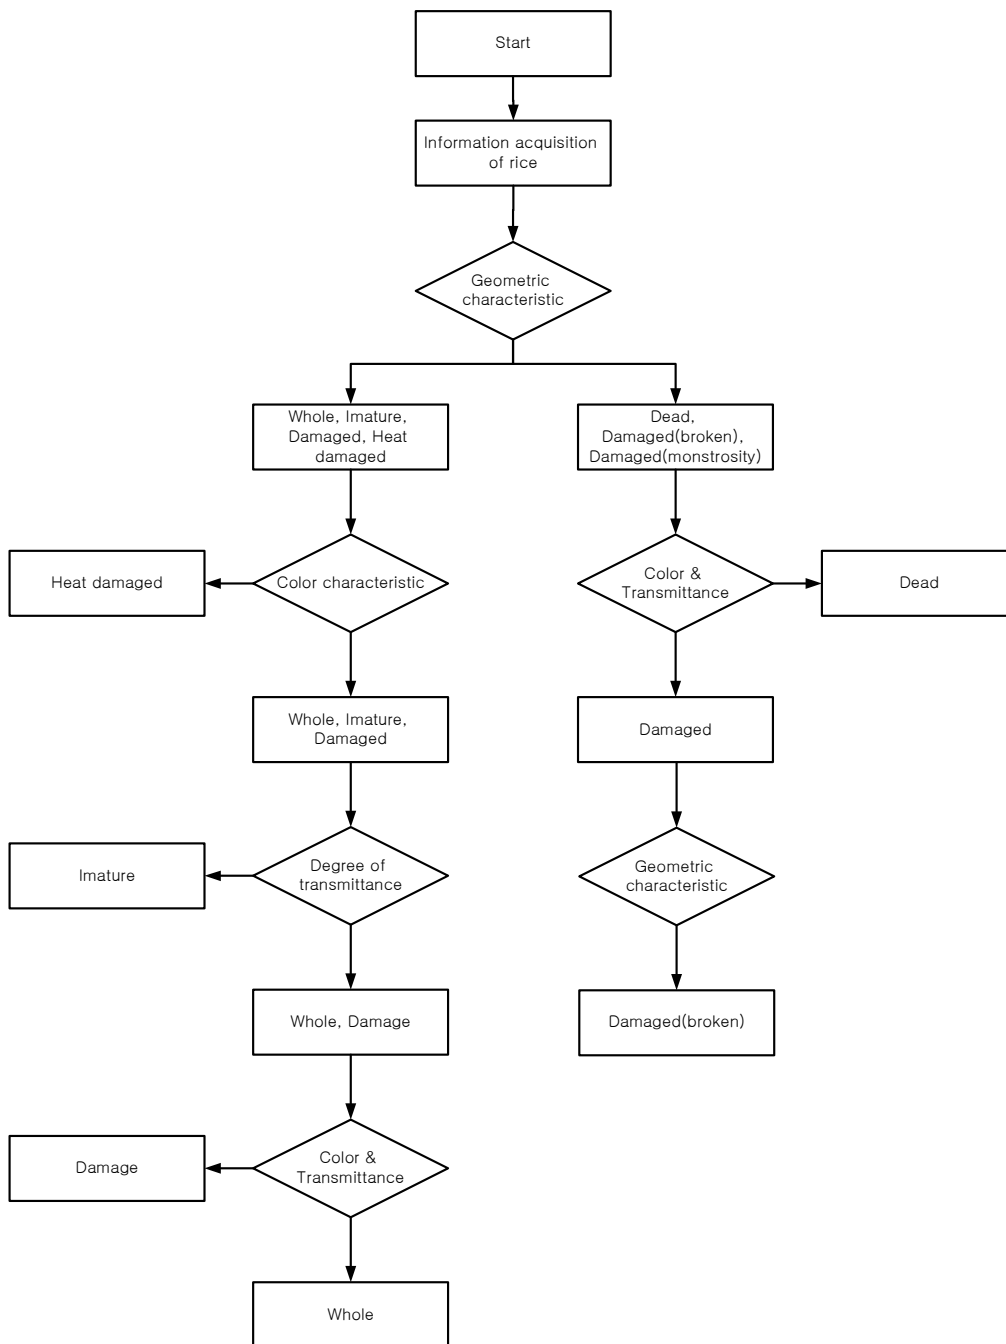 Start
Information acquisition
of rice
Geometric
characteristic
Whole, Imature,
Damaged, Heat
damaged
Dead,
Damaged(broken),
Damaged(monstrosity)
Heat damaged
Color characteristic
Color &
Transmittance
Dead
Whole, Imature,
Damaged
Damaged
Imature
Degree of
transmittance
Geometric
characteristic
Whole, Damage
Damaged(broken)
Damage
Color &
Transmittance
Whole